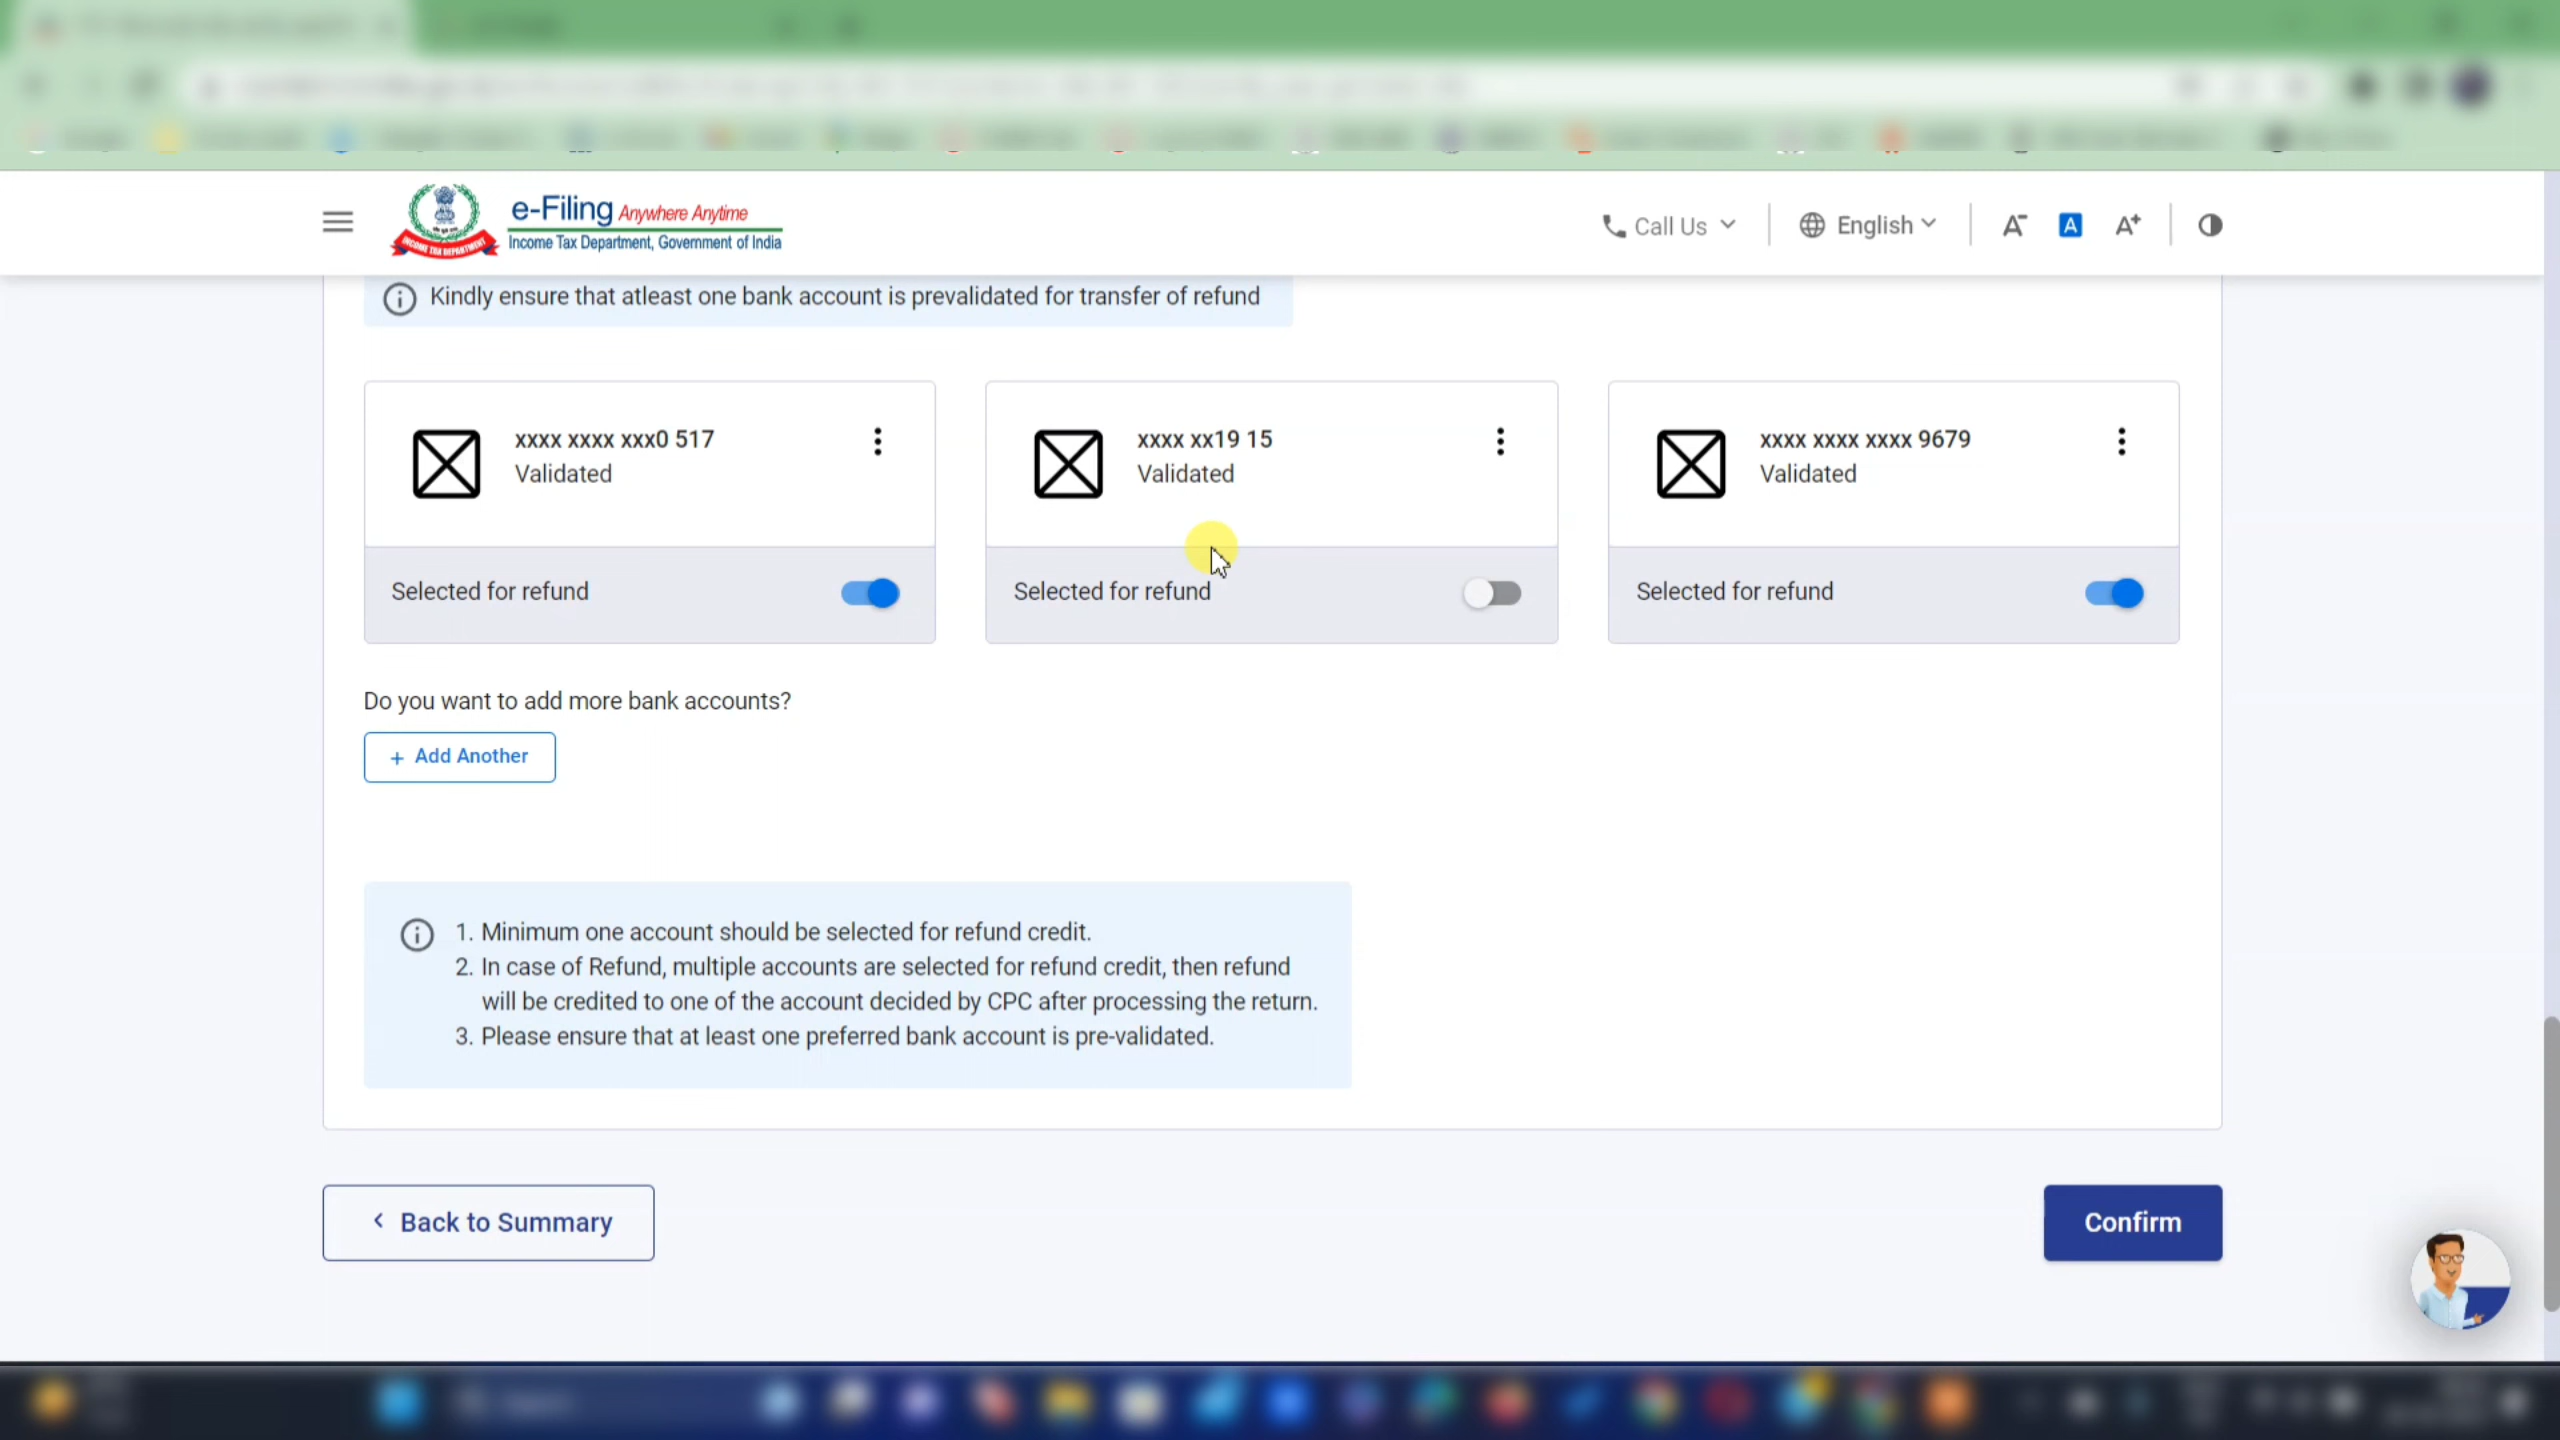 e-Filing Anywhere Anytime
Income Tax Department, Government of India
INCOME TAX DEPARTMENT
Call Us
English
A-
A
A+
Kindly ensure that atleast one bank account is prevalidated for transfer of refund
xxxx xxxx xxx0 517
Validated
Selected for refund
xxxx xx19 15
Validated
Selected for refund
xxxx xxxx xxxx 9679
Validated
Selected for refund
Do you want to add more bank accounts?
+ Add Another
1. Minimum one account should be selected for refund credit.
2. In case of Refund, multiple accounts are selected for refund credit, then refund
will be credited to one of the account decided by CPC after processing the return.
3. Please ensure that at least one preferred bank account is pre-validated.
Back to Summary
Confirm